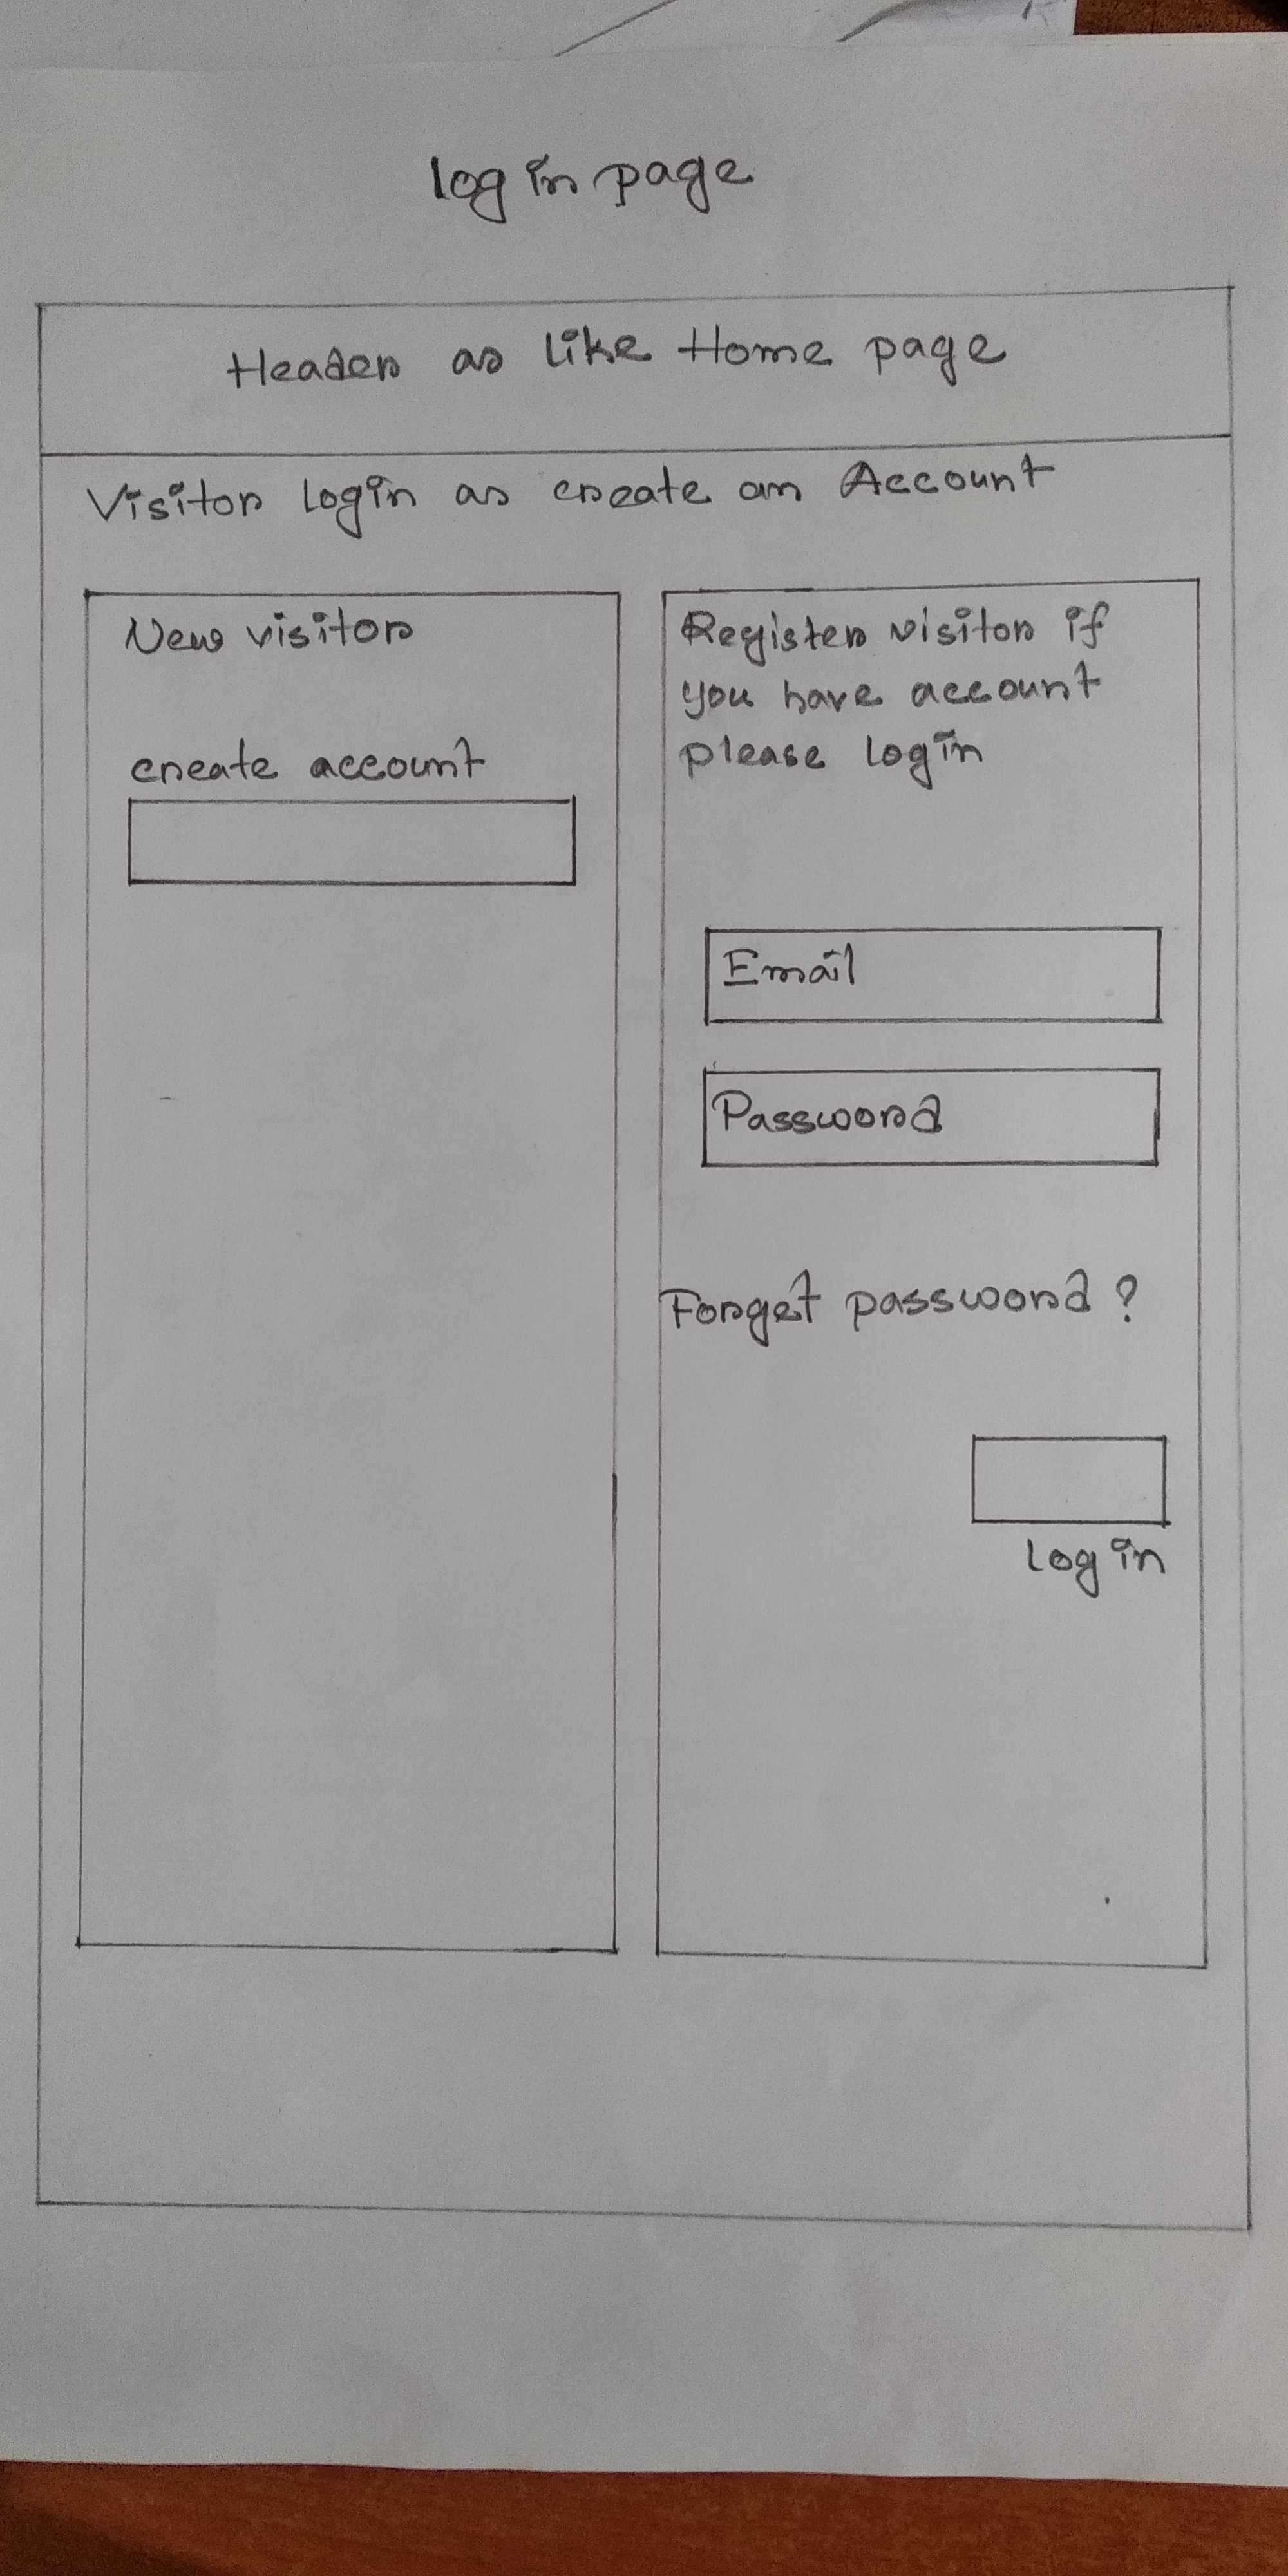 log in page
Header as like Home page
Visitor login as create an Account
New visitor
create account
Register visitor if
you have account
please login
Email
Password
Forget password ?
log in